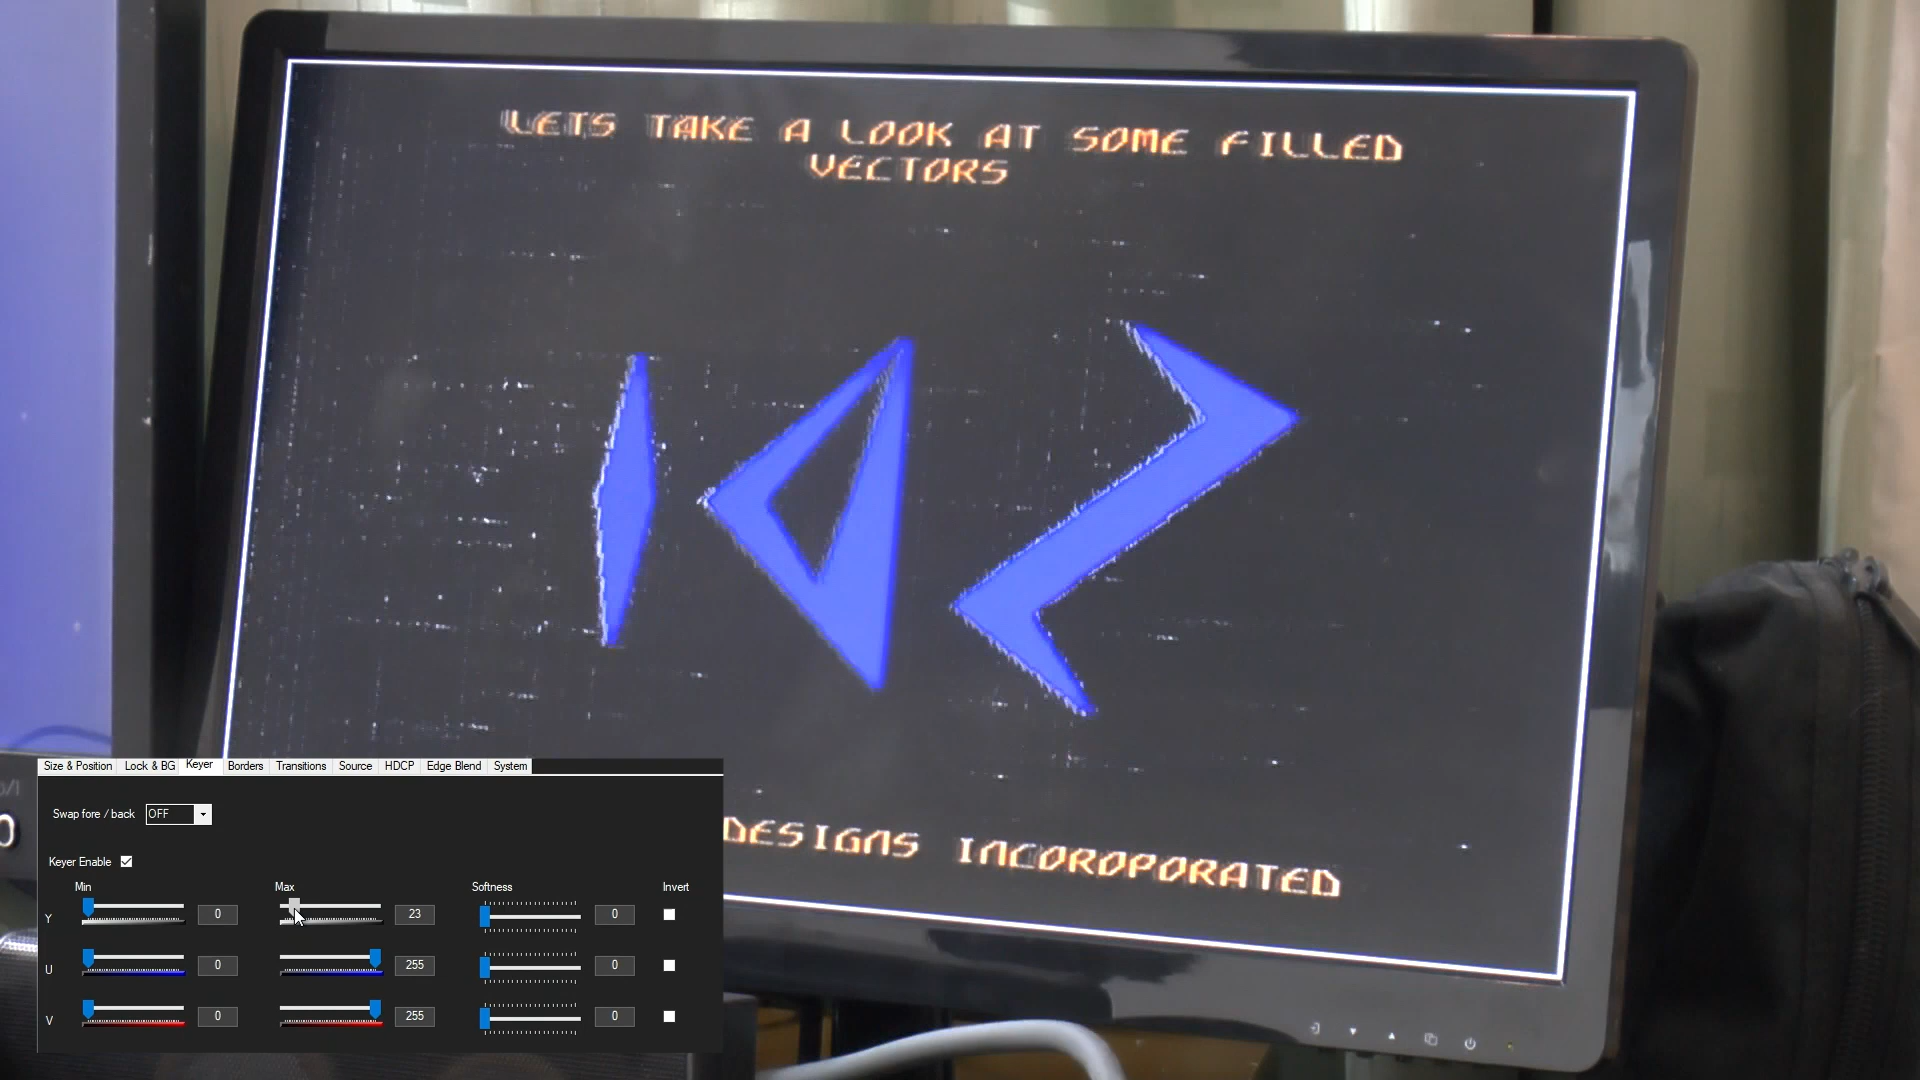 LETS TAKE A LOOK AT SOME FILLED
VECTORS
DESIGNS INCOROPORATED
Size & Position Lock & BG Keyer Borders Transitions Source HDCP Edge Blend System
Swap fore / back OFF
Keyer Enable
Min Max Softness Invert
Y 0 23 0
U 0 255 0
V 0 255 0